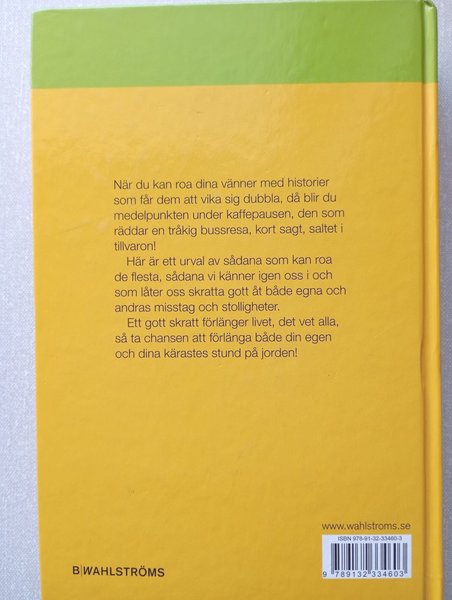 När du kan roa dina vänner med historier
som får dem att vika sig dubbla, då blir du
medelpunkten under kaffepausen, den som
räddar en tråkig bussresa, kort sagt, saltet i
tillvaron!
Här är ett urval av sådana som kan roa
de flesta, sådana vi känner igen oss i och
som låter oss skratta gott åt både egna och
andras misstag och stolligheter.
Ett gott skratt förlänger livet, det vet alla,
så ta chansen att förlänga både din egen
och dina kärastes stund på jorden!
www.wahlstroms.se
ISBN 978-91-32-33460-3
9 789132 334603
B WAHLSTRÖMS